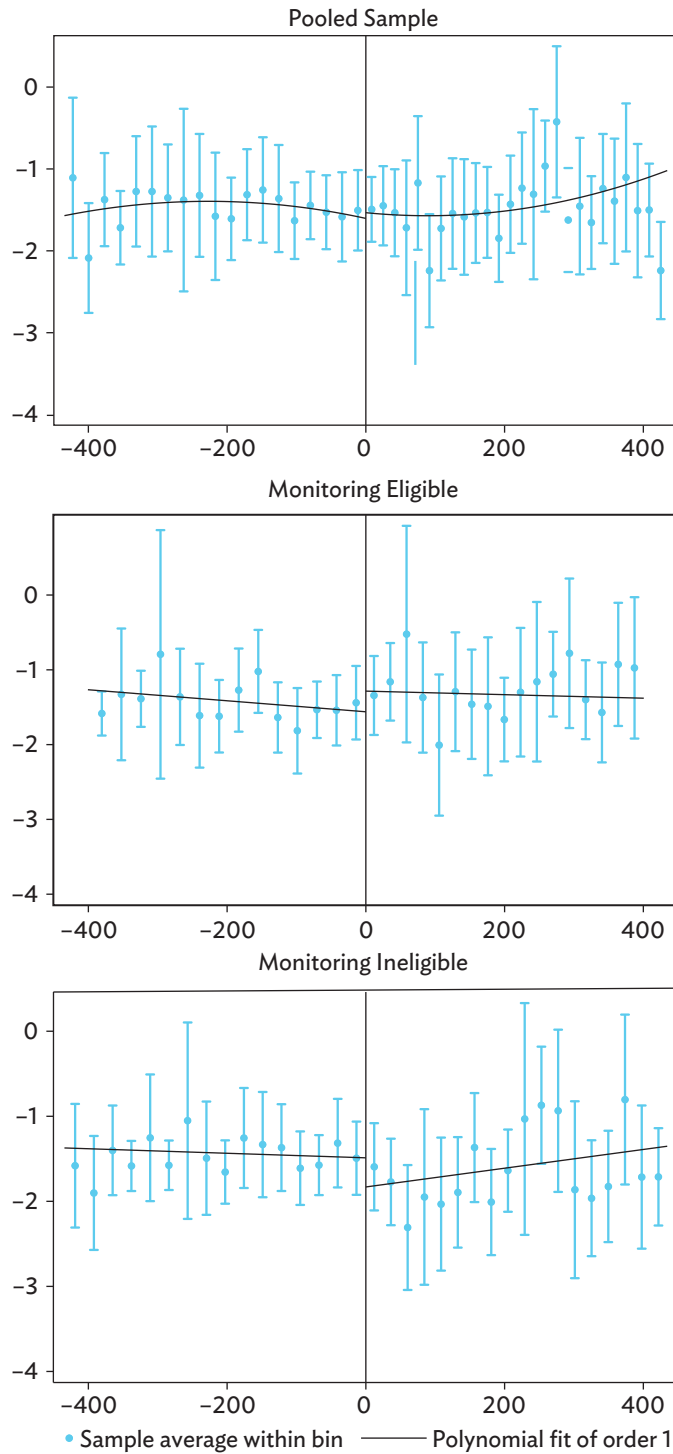 Pooled Sample
0
−1
−2
−3
−4
−400 −200 0 200 400
Monitoring Eligible
0
−1
−2
−3
−4
−400 −200 0 200 400
Monitoring Ineligible
0
−1
−2
−3
−4
−400 −200 0 200 400
Sample average within bin Polynomial fit of order 1